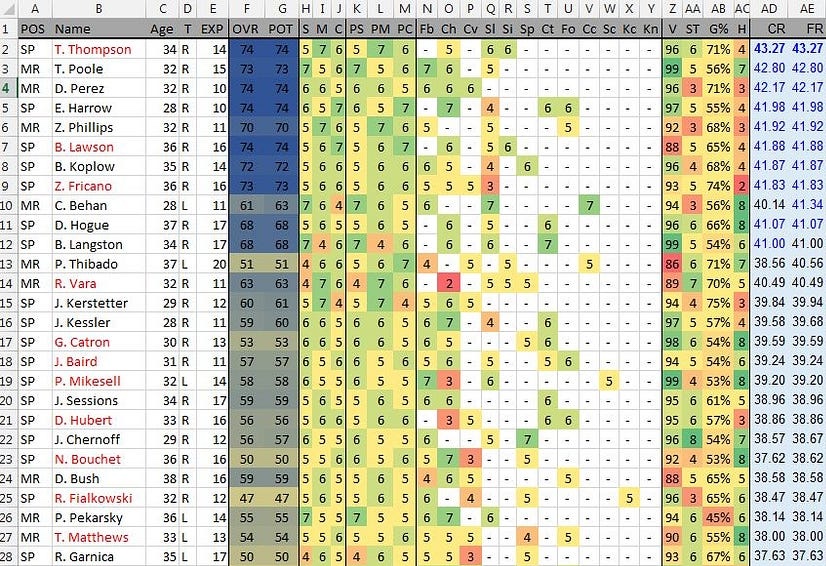 A B C D E F G H I J K L M N O P Q R S T U V W X Y Z AA AB AC AD AE
1 POS Name Age T EXP OVR POT S M C PS PM PC Fb Ch Cv Sl Si Sp Ct Fo Cc Sc Kc Kn V ST G% H CR FR
2 SP T. Thompson 34 R 14 74 74 5 7 6 5 7 6 - 5 - 6 6 - - - - - - - 96 6 71% 4 43.27 43.27
3 MR T. Poole 32 R 15 73 73 7 5 6 7 5 6 7 6 - 5 - - - - - - - - 99 5 56% 7 42.80 42.80
4 MR D. Perez 32 R 10 74 74 6 6 5 6 6 5 6 6 6 - - - - - - - - - 96 3 71% 3 42.17 42.17
5 SP E. Harrow 28 R 10 74 74 5 6 7 5 6 7 - 7 - 4 - - 6 6 - - - - 97 5 55% 4 41.98 41.98
6 MR Z. Phillips 32 R 11 70 70 5 7 6 5 7 6 5 - - 5 - - - 5 - - - - 92 3 68% 3 41.92 41.92
7 SP B. Lawson 36 R 16 74 74 5 6 7 5 6 7 - 6 - 5 6 - - - - - - - 88 5 65% 4 41.88 41.88
8 SP B. Koplow 35 R 14 72 72 6 6 5 6 6 5 6 5 - 4 - 6 - - - - - - 96 4 68% 4 41.87 41.87
9 SP Z. Fricano 36 R 16 73 73 5 6 6 5 6 6 5 5 5 3 - - - - - - - - 93 5 74% 2 41.83 41.83
10 MR C. Behan 28 L 11 61 63 7 6 4 7 6 5 6 - - 7 - - - - 7 - - - 94 3 56% 8 40.14 41.34
11 SP D. Hogue 37 R 17 68 68 5 6 5 5 6 5 - 6 - 5 - - 6 - - - - - 96 6 66% 8 41.07 41.07
12 SP B. Langston 34 R 17 68 68 7 4 6 7 4 6 - 6 - 6 - - 7 - - - - - 99 5 54% 6 41.00 41.00
13 MR P. Thibado 37 L 20 51 51 4 6 6 5 6 7 4 - 5 - 5 - - - 5 - - - 86 6 71% 7 38.56 40.56
14 MR R. Vara 32 R 11 63 63 4 7 6 4 7 6 - 2 - 5 5 5 - - - - - - 89 7 70% 5 40.49 40.49
15 SP J. Kerstetter 29 R 12 60 61 5 7 4 5 7 4 5 6 5 - - - - - - - - - 94 4 75% 3 39.84 39.94
16 SP J. Kessler 28 R 11 59 60 6 6 5 6 6 5 6 7 - 4 - - 6 - - - - - 97 5 57% 4 39.58 39.68
17 SP G. Catron 30 R 13 53 53 6 5 6 6 5 6 6 5 - - - 5 6 - - - - - 98 6 54% 8 39.59 39.59
18 SP J. Baird 31 R 11 57 57 6 5 6 6 5 6 5 6 - - - - 5 6 - - - - 94 5 54% 6 39.24 39.24
19 SP P. Mikesell 32 L 14 58 58 6 5 5 6 5 6 7 3 - 6 - - - - - 5 - - 99 4 53% 8 39.20 39.20
20 SP J. Sessions 34 R 17 59 59 5 6 5 5 6 5 6 6 - - - - 6 - - - - - 95 6 61% 5 38.96 38.96
21 SP D. Hubert 33 R 16 56 56 5 6 5 5 6 6 - 3 5 - - - 6 6 - - - - 95 5 57% 3 38.86 38.86
22 SP J. Chernoff 29 R 12 56 57 6 5 5 6 5 5 6 - - 5 - 7 - - - - - - 96 8 54% 7 38.57 38.67
23 SP N. Bouchet 36 R 16 50 50 5 5 6 5 5 6 5 7 3 - - 5 - - - - - - 92 4 53% 8 37.62 38.62
24 MR D. Bush 38 R 15 59 59 5 6 5 5 6 5 4 6 5 - - - - 5 - - - - 88 5 65% 5 38.58 38.58
25 SP R. Fialkowski 32 R 12 47 47 5 6 5 5 6 5 6 - 4 - - 5 - - - - 5 - 96 3 65% 6 38.47 38.47
26 MR P. Pekarsky 36 L 14 55 55 7 5 5 7 5 5 6 7 - 6 - - - - - - - - 94 6 45% 6 38.14 38.14
27 MR T. Matthews 33 L 13 54 54 5 5 6 5 5 6 5 5 - - - 4 - 5 - - - - 90 6 55% 8 38.00 38.00
28 SP R. Garnica 35 L 17 50 50 4 6 5 4 6 5 5 5 3 - - 5 - - - - - - 93 6 67% 6 37.63 37.63